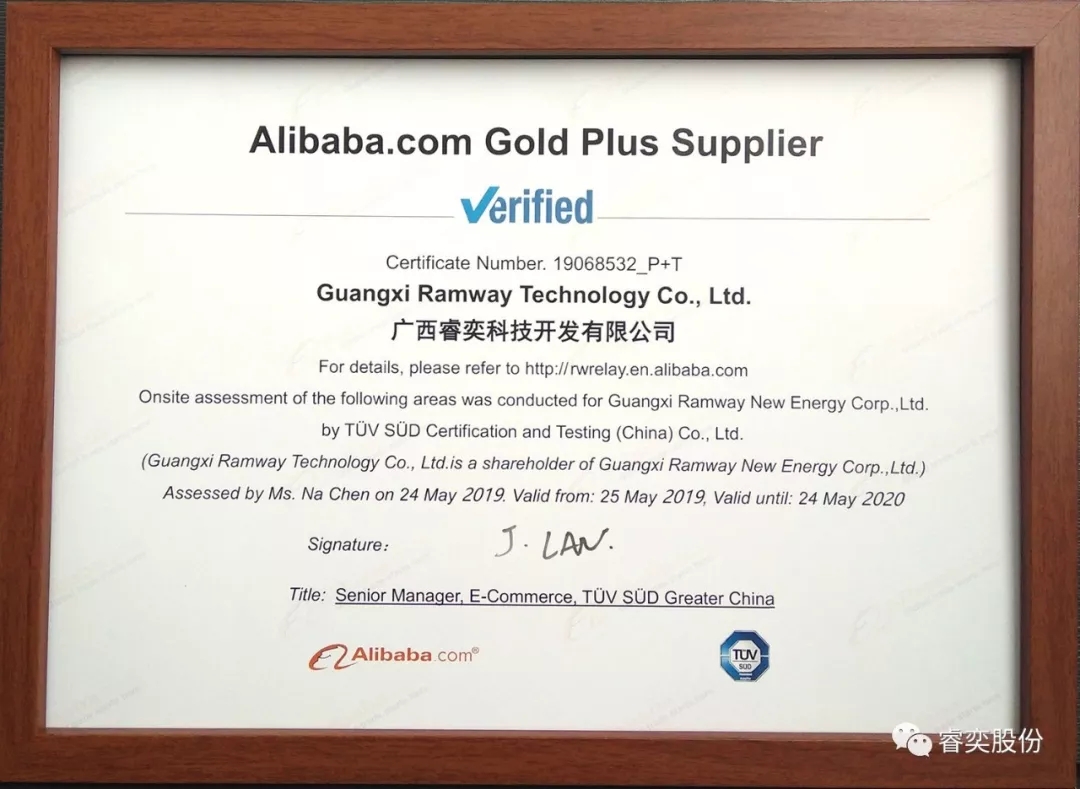 Alibaba.com Gold Plus Supplier
Verified
Certificate Number. 19068532_P+T
Guangxi Ramway Technology Co., Ltd.
广西睿奕科技开发有限公司
For details, please refer to http://rwrelay.en.alibaba.com
Onsite assessment of the following areas was conducted for Guangxi Ramway New Energy Corp.,Ltd.
by TÜV SÜD Certification and Testing (China) Co., Ltd.
(Guangxi Ramway Technology Co., Ltd.is a shareholder of Guangxi Ramway New Energy Corp.,Ltd.)
Assessed by Ms. Na Chen on 24 May 2019. Valid from: 25 May 2019, Valid until: 24 May 2020
Signature: J. LAN.
Title: Senior Manager, E-Commerce, TÜV SÜD Greater China
Alibaba.com®
TÜV
SÜD
睿奕股份